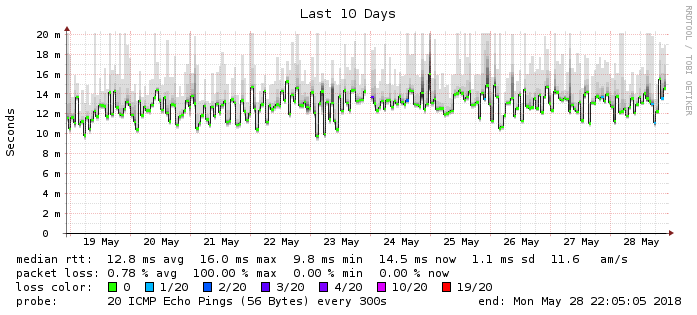 Last 10 Days
RRDTOOL / TOBI OETIKER
Seconds
20 m
18 m
16 m
14 m
12 m
10 m
8 m
6 m
4 m
2 m
0
19 May 20 May 21 May 22 May 23 May 24 May 25 May 26 May 27 May 28 May
median rtt: 12.8 ms avg 16.0 ms max 9.8 ms min 14.5 ms now 1.1 ms sd 11.6 am/s
packet loss: 0.78 % avg 100.00 % max 0.00 % min 0.00 % now
loss color: 0 1/20 2/20 3/20 4/20 10/20 19/20
probe: 20 ICMP Echo Pings (56 Bytes) every 300s end: Mon May 28 22:05:05 2018